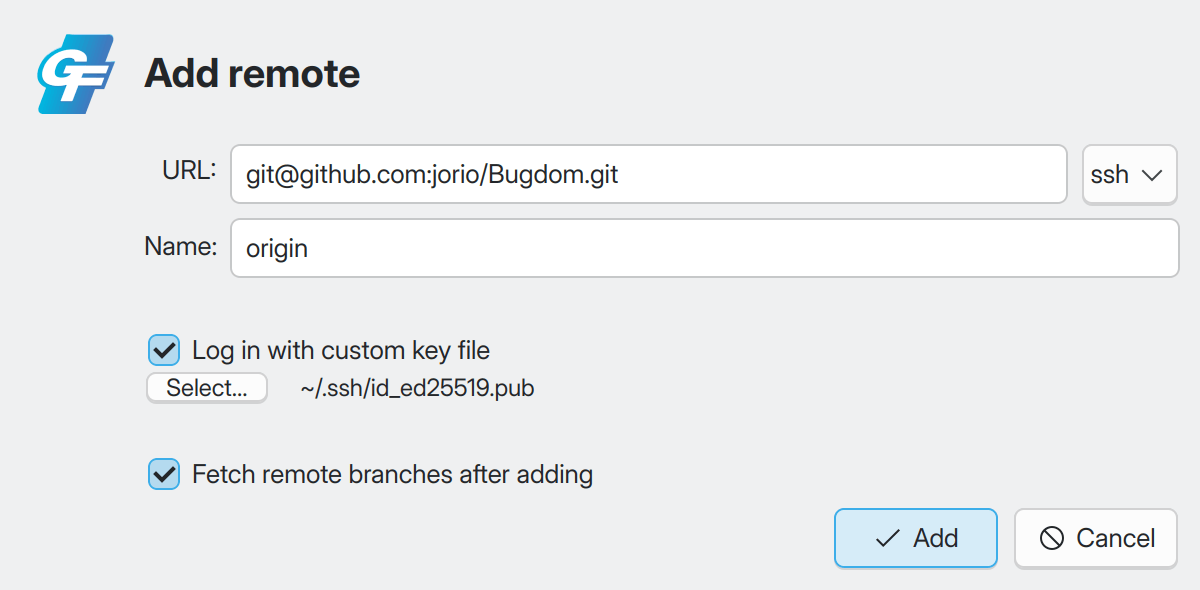 GF
Add remote
URL: git@github.com:jorio/Bugdom.git ssh
Name: origin
Log in with custom key file
Select... ~/.ssh/id_ed25519.pub
Fetch remote branches after adding
Add Cancel